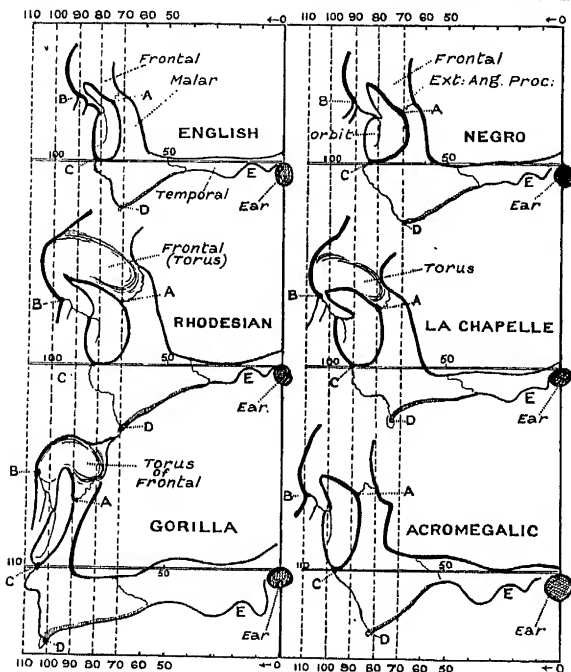 110 100 90 80 70 60 50 ←0
110 100 90 80 70 60 50 ←0
Frontal
Malar
B
A
ENGLISH
100
50
C
Temporal
E
D
Ear
Frontal
Ext: Ang. Proc:
B
A
orbit
NEGRO
100
50
C
E
D
Ear
Frontal
(Torus)
B
A
RHODESIAN
100
50
C
E
D
Ear.
Torus
B
A
LA CHAPELLE
100
50
C
E
D
Ear
Torus
of
Frontal
B
A
GORILLA
110
50
C
E
D
Ear
B
A
ACROMEGALIC
100
50
C
E
D
Ear
110 100 90 80 70 60 50 ←0
110 100 90 80 70 60 50 ←0